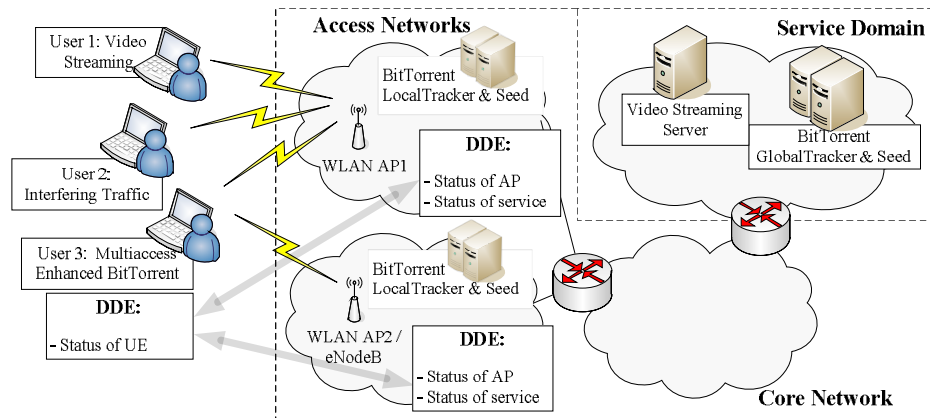 Access Networks
Service Domain
User 1: Video
Streaming
BitTorrent
LocalTracker & Seed
Video Streaming
Server
BitTorrent
GlobalTracker & Seed
WLAN AP1
User 2:
Interfering Traffic
DDE:
- Status of AP
- Status of service
User 3: Multiaccess
Enhanced BitTorrent
BitTorrent
LocalTracker & Seed
DDE:
- Status of UE
WLAN AP2 /
eNodeB
DDE:
- Status of AP
- Status of service
Core Network